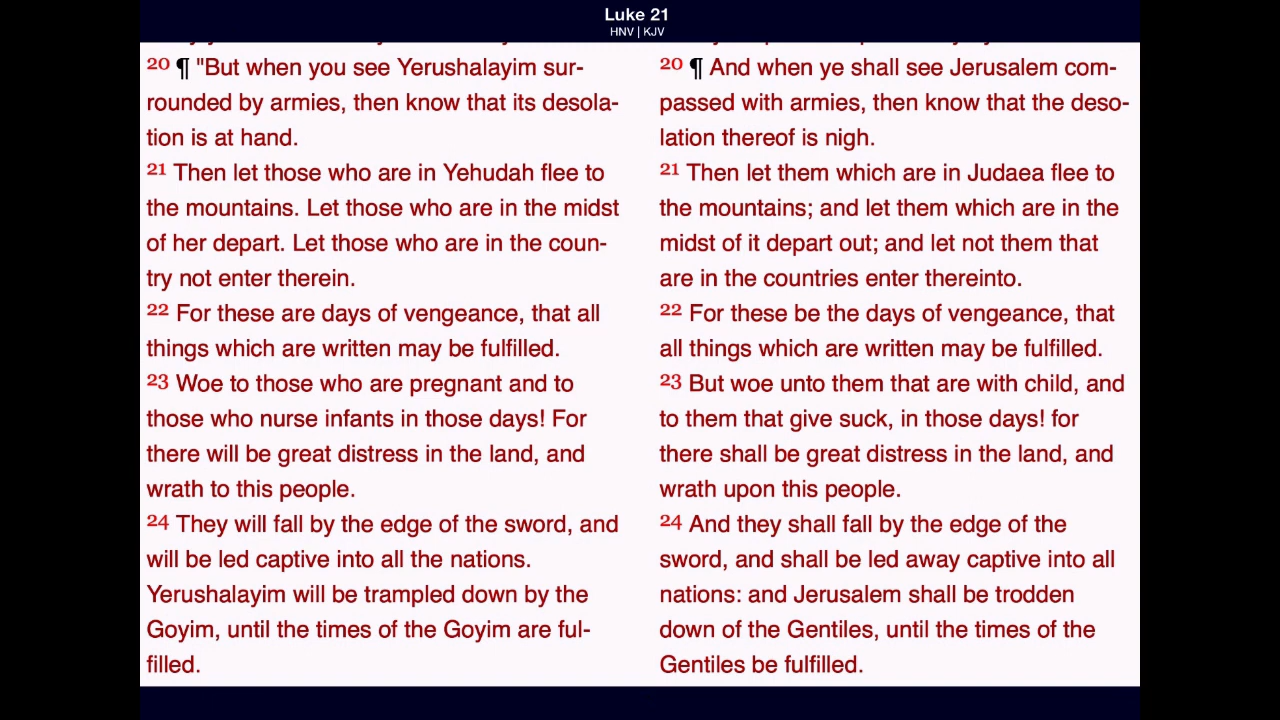 Luke 21
HNV | KJV
20 ¶ "But when you see Yerushalayim sur-
rounded by armies, then know that its desola-
tion is at hand.
21 Then let those who are in Yehudah flee to
the mountains. Let those who are in the midst
of her depart. Let those who are in the coun-
try not enter therein.
22 For these are days of vengeance, that all
things which are written may be fulfilled.
23 Woe to those who are pregnant and to
those who nurse infants in those days! For
there will be great distress in the land, and
wrath to this people.
24 They will fall by the edge of the sword, and
will be led captive into all the nations.
Yerushalayim will be trampled down by the
Goyim, until the times of the Goyim are ful-
filled.
20 ¶ And when ye shall see Jerusalem com-
passed with armies, then know that the deso-
lation thereof is nigh.
21 Then let them which are in Judaea flee to
the mountains; and let them which are in the
midst of it depart out; and let not them that
are in the countries enter thereinto.
22 For these be the days of vengeance, that
all things which are written may be fulfilled.
23 But woe unto them that are with child, and
to them that give suck, in those days! for
there shall be great distress in the land, and
wrath upon this people.
24 And they shall fall by the edge of the
sword, and shall be led away captive into all
nations: and Jerusalem shall be trodden
down of the Gentiles, until the times of the
Gentiles be fulfilled.